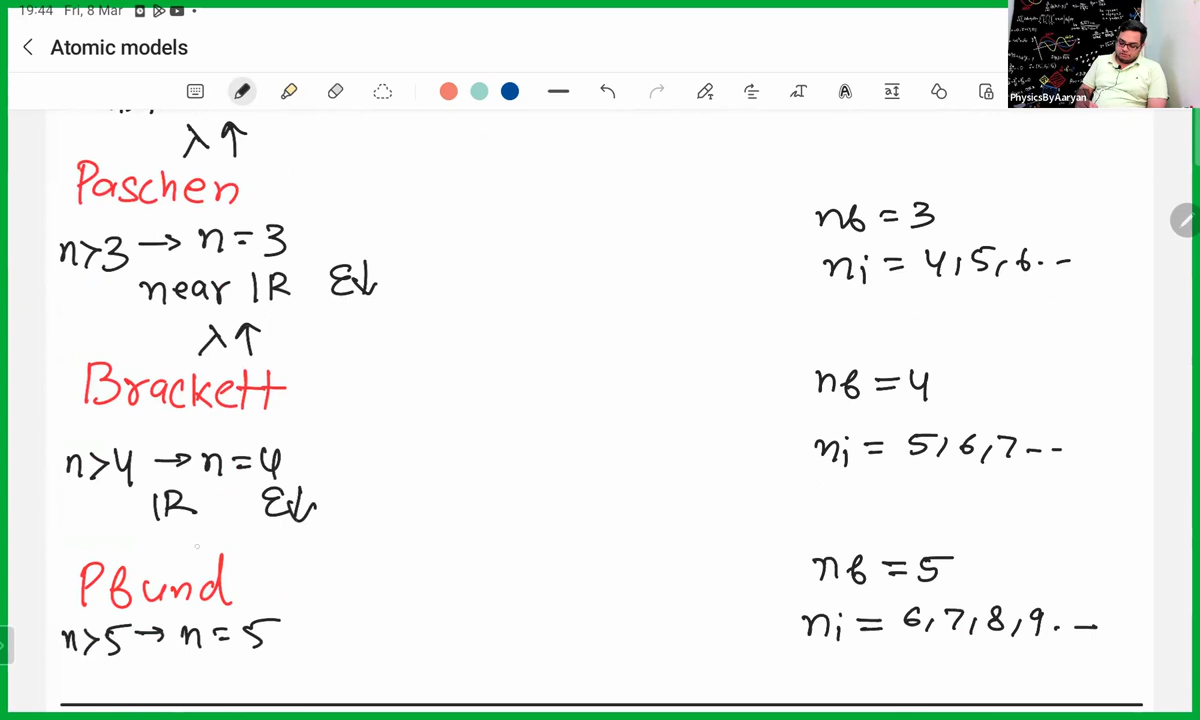 19:44 Fri, 8 Mar
Atomic models
PhysicsByAaryan
λ ↑
Paschen
n>3 → n = 3
near IR E↓
λ ↑
nf = 3
ni = 4, 5, 6. --
Brackett
n>4 → n = 4
IR E↓
nf = 4
ni = 5, 6, 7 --
Pfund
n>5 → n = 5
nf = 5
ni = 6, 7, 8, 9. --